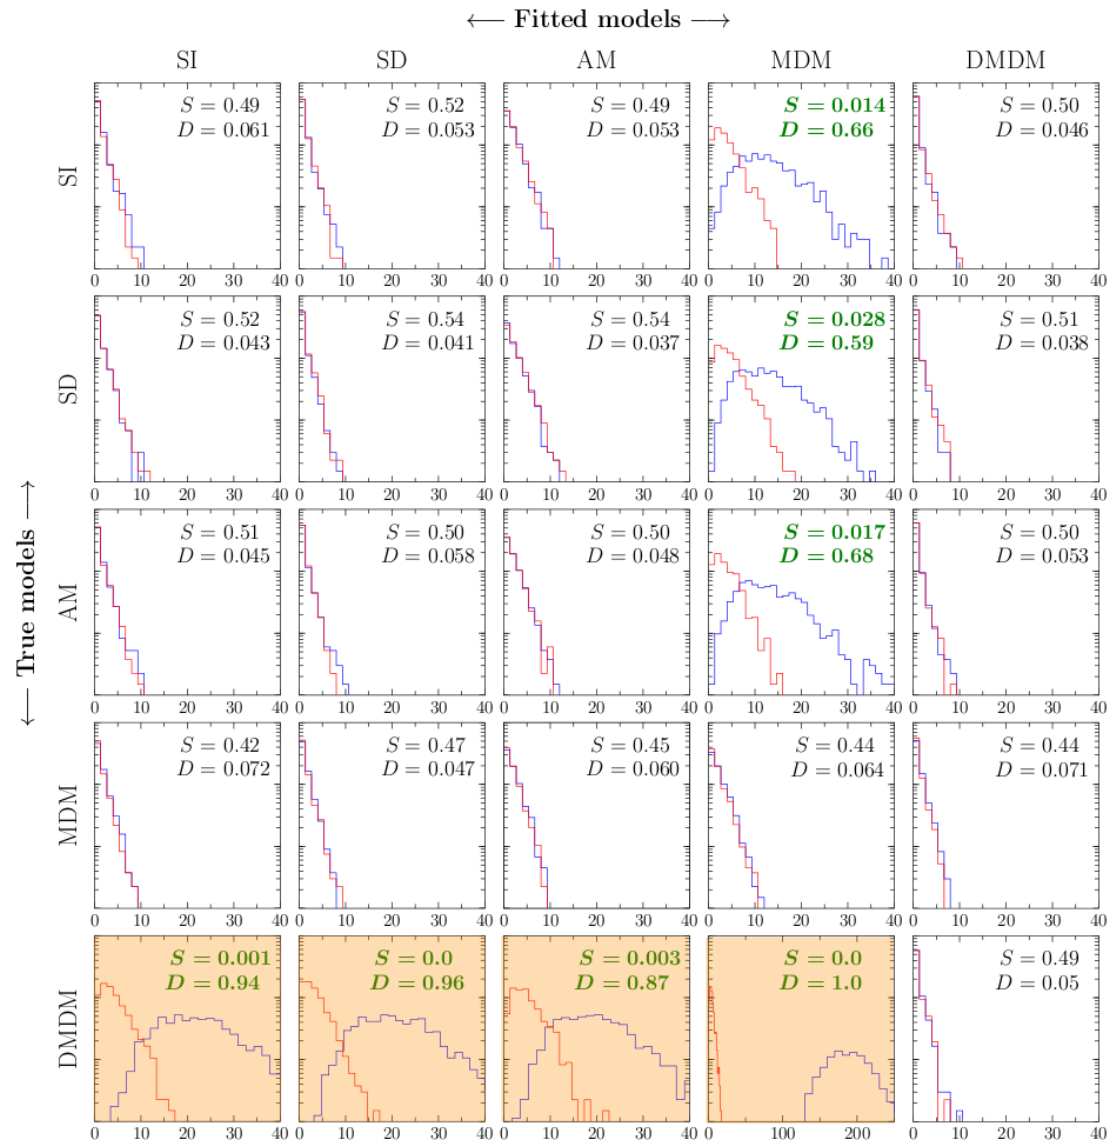 ⟵ Fitted models ⟶
SI SD AM MDM DMDM
SI
S = 0.49 S = 0.52 S = 0.49 S = 0.014 S = 0.50
D = 0.061 D = 0.053 D = 0.053 D = 0.66 D = 0.046
0 10 20 30 40 0 10 20 30 40 0 10 20 30 40 0 10 20 30 40 0 10 20 30 40
SD
S = 0.52 S = 0.54 S = 0.54 S = 0.028 S = 0.51
D = 0.043 D = 0.041 D = 0.037 D = 0.59 D = 0.038
0 10 20 30 40 0 10 20 30 40 0 10 20 30 40 0 10 20 30 40 0 10 20 30 40
⟵ True models ⟶
AM
S = 0.51 S = 0.50 S = 0.50 S = 0.017 S = 0.50
D = 0.045 D = 0.058 D = 0.048 D = 0.68 D = 0.053
0 10 20 30 40 0 10 20 30 40 0 10 20 30 40 0 10 20 30 40 0 10 20 30 40
MDM
S = 0.42 S = 0.47 S = 0.45 S = 0.44 S = 0.44
D = 0.072 D = 0.047 D = 0.060 D = 0.064 D = 0.071
0 10 20 30 40 0 10 20 30 40 0 10 20 30 40 0 10 20 30 40 0 10 20 30 40
DMDM
S = 0.001 S = 0.0 S = 0.003 S = 0.0 S = 0.49
D = 0.94 D = 0.96 D = 0.87 D = 1.0 D = 0.05
0 10 20 30 40 0 10 20 30 40 0 10 20 30 40 0 100 200 0 10 20 30 40